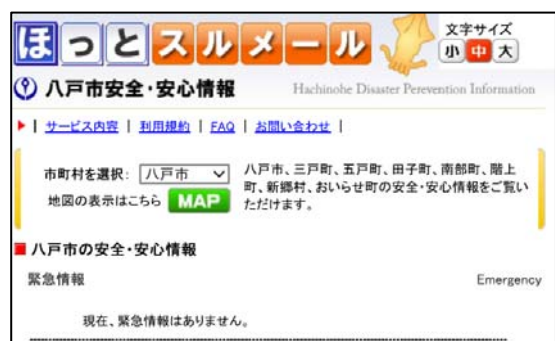 ほっとスルメール
文字サイズ
小 中 大
八戸市安全・安心情報
Hachinohe Disaster Perevention Information
| サービス内容 | 利用規約 | FAQ | お問い合わせ |
市町村を選択: 八戸市
地図の表示はこちら MAP
八戸市、三戸町、五戸町、田子町、南部町、階上
町、新郷村、おいらせ町の安全・安心情報をご覧い
ただけます。
八戸市の安全・安心情報
緊急情報
Emergency
現在、緊急情報はありません。